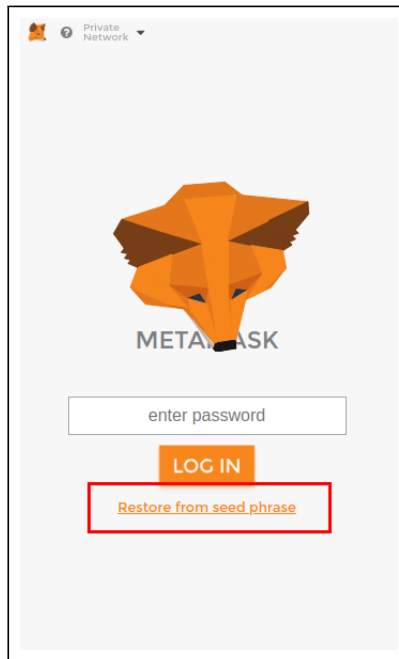 ?
Private
Network
METAMASK
enter password
LOG IN
Restore from seed phrase